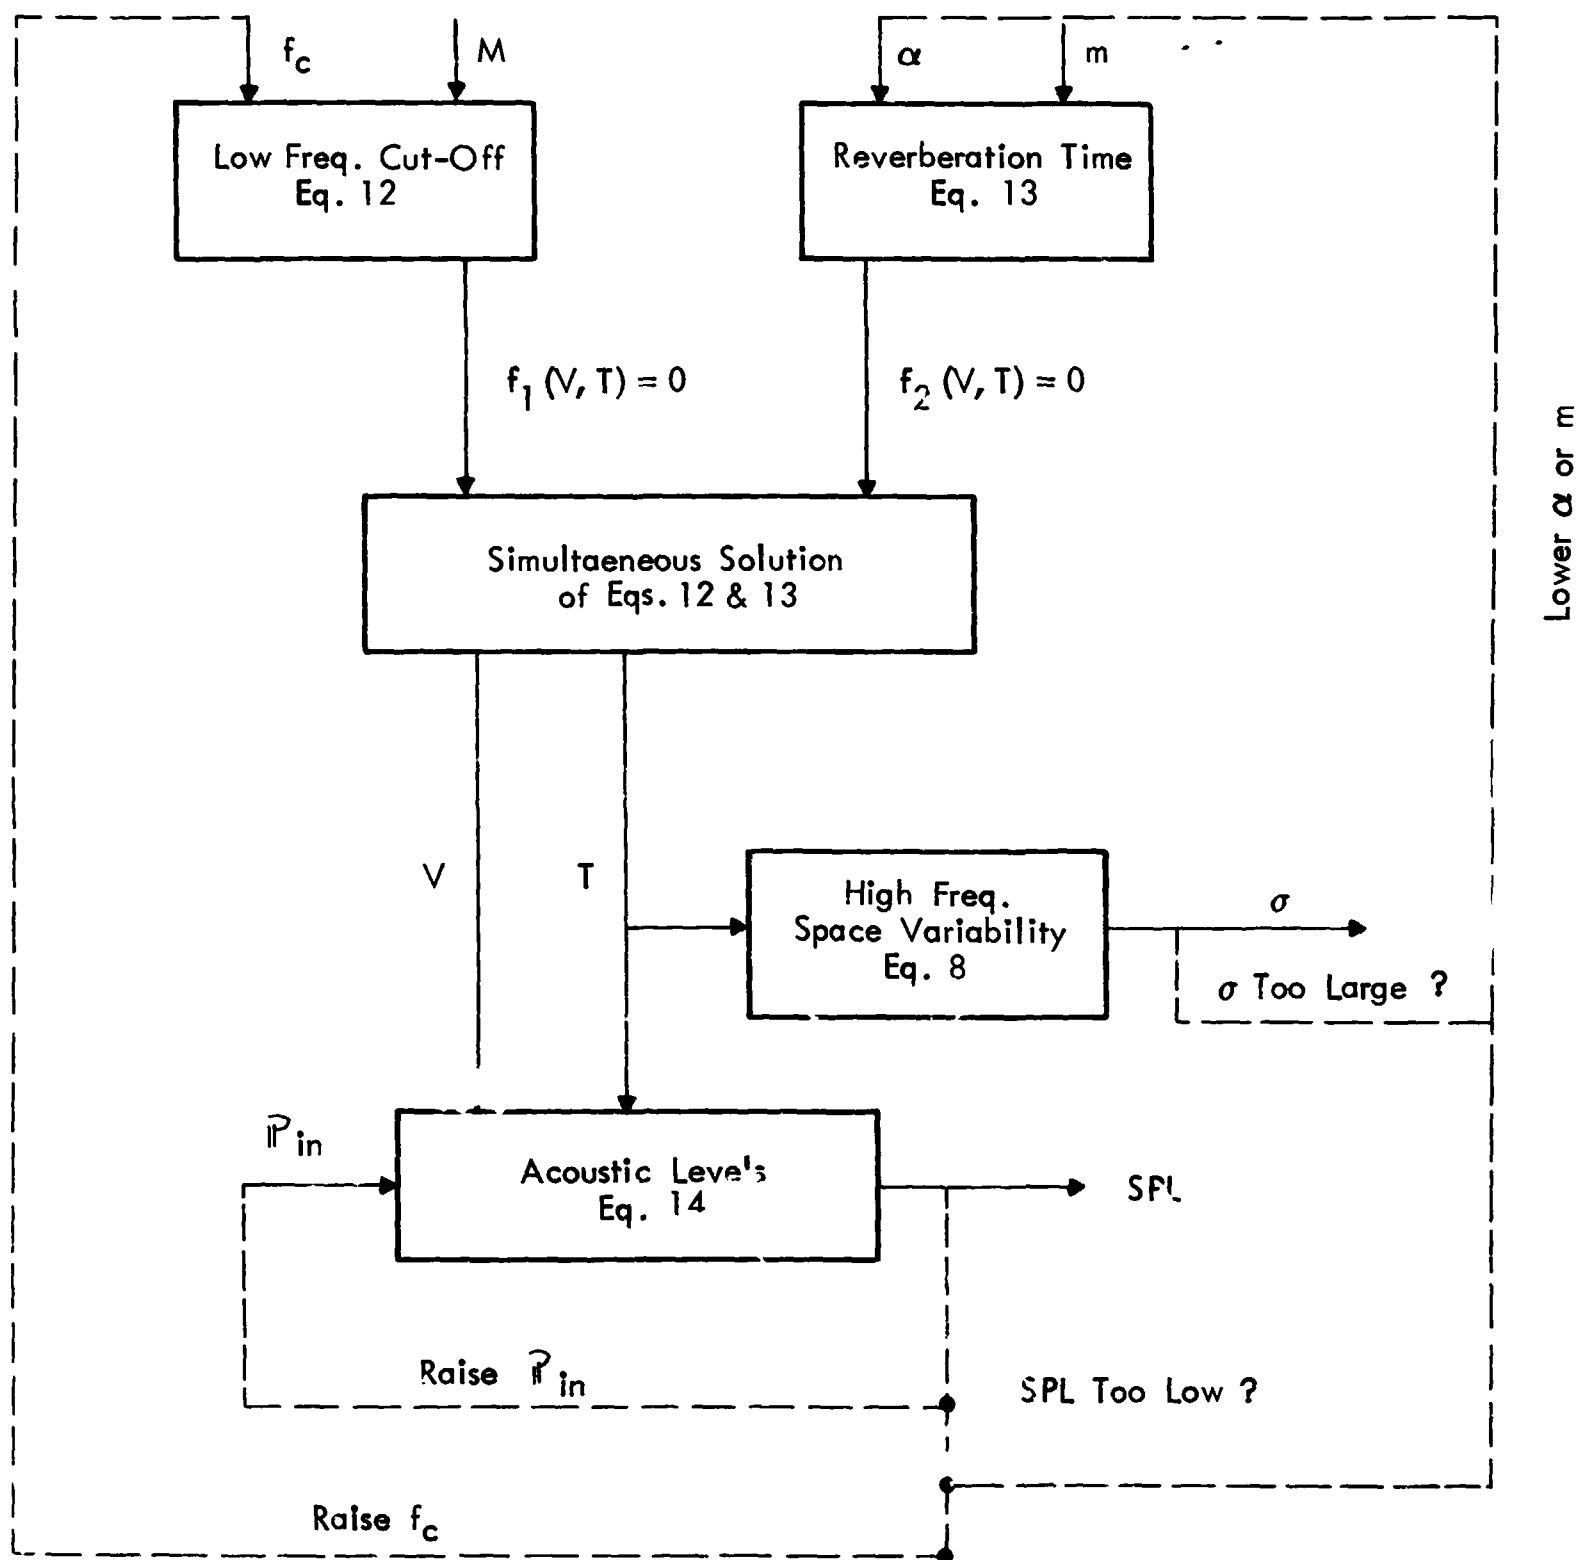 f_c
M
α
m
Low Freq. Cut-Off
Eq. 12
Reverberation Time
Eq. 13
f_1 (V, T) = 0
f_2 (V, T) = 0
Lower α or m
Simultaeneous Solution
of Eqs. 12 & 13
V
T
High Freq.
Space Variability
Eq. 8
σ
σ Too Large ?
P_in
Acoustic Levels
Eq. 14
SPL
Raise P_in
SPL Too Low ?
Raise f_c